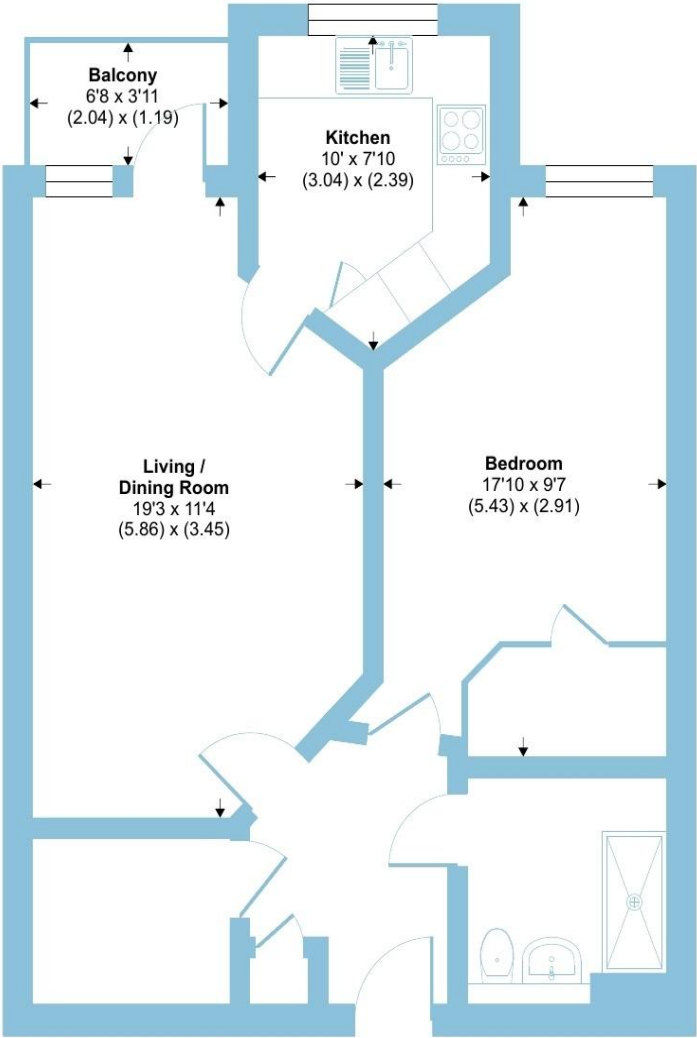 Balcony
6'8 x 3'11
(2.04) x (1.19)
Kitchen
10' x 7'10
(3.04) x (2.39)
Living /
Dining Room
19'3 x 11'4
(5.86) x (3.45)
Bedroom
17'10 x 9'7
(5.43) x (2.91)